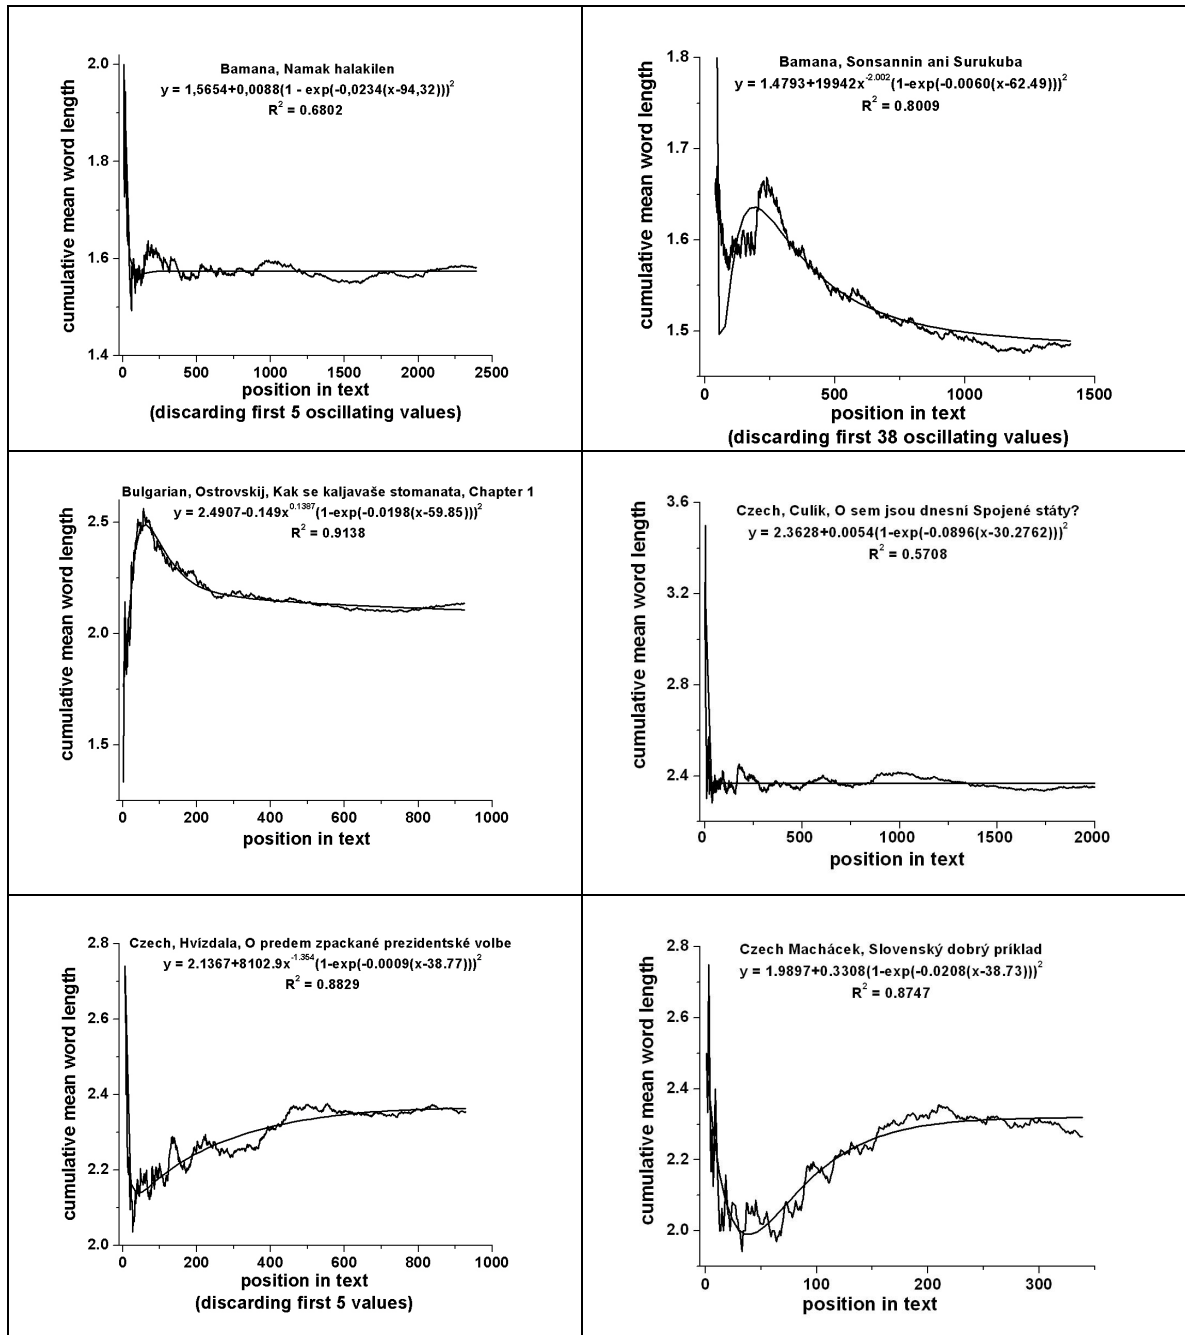 Bamana, Namak halakilen
y = 1,5654+0,0088(1 - exp(-0,0234(x-94,32)))²
R² = 0.6802
cumulative mean word length
2.0
1.8
1.6
1.4
0 500 1000 1500 2000 2500
position in text
(discarding first 5 oscillating values)
Bamana, Sonsannin ani Surukuba
y = 1.4793+19942x^-2.002(1-exp(-0.0060(x-62.49)))²
R² = 0.8009
cumulative mean word length
1.8
1.7
1.6
1.5
0 500 1000 1500
position in text
(discarding first 38 oscillating values)
Bulgarian, Ostrovskij, Kak se kaljavaše stomanata, Chapter 1
y = 2.4907-0.149x^0.1387(1-exp(-0.0198(x-59.85)))²
R² = 0.9138
cumulative mean word length
2.5
2.0
1.5
0 200 400 600 800 1000
position in text
Czech, Culík, O sem jsou dnesní Spojené státy?
y = 2.3628+0.0054(1-exp(-0.0896(x-30.2762)))²
R² = 0.5708
cumulative mean word length
3.6
3.2
2.8
2.4
0 500 1000 1500 2000
position in text
Czech, Hvízdala, O predem zpackané prezidentské volbe
y = 2.1367+8102.9x^-1.354(1-exp(-0.0009(x-38.77)))²
R² = 0.8829
cumulative mean word length
2.8
2.6
2.4
2.2
2.0
0 200 400 600 800 1000
position in text
(discarding first 5 values)
Czech Machácek, Slovenský dobrý príklad
y = 1.9897+0.3308(1-exp(-0.0208(x-38.73)))²
R² = 0.8747
cumulative mean word length
2.8
2.6
2.4
2.2
2.0
0 100 200 300
position in text